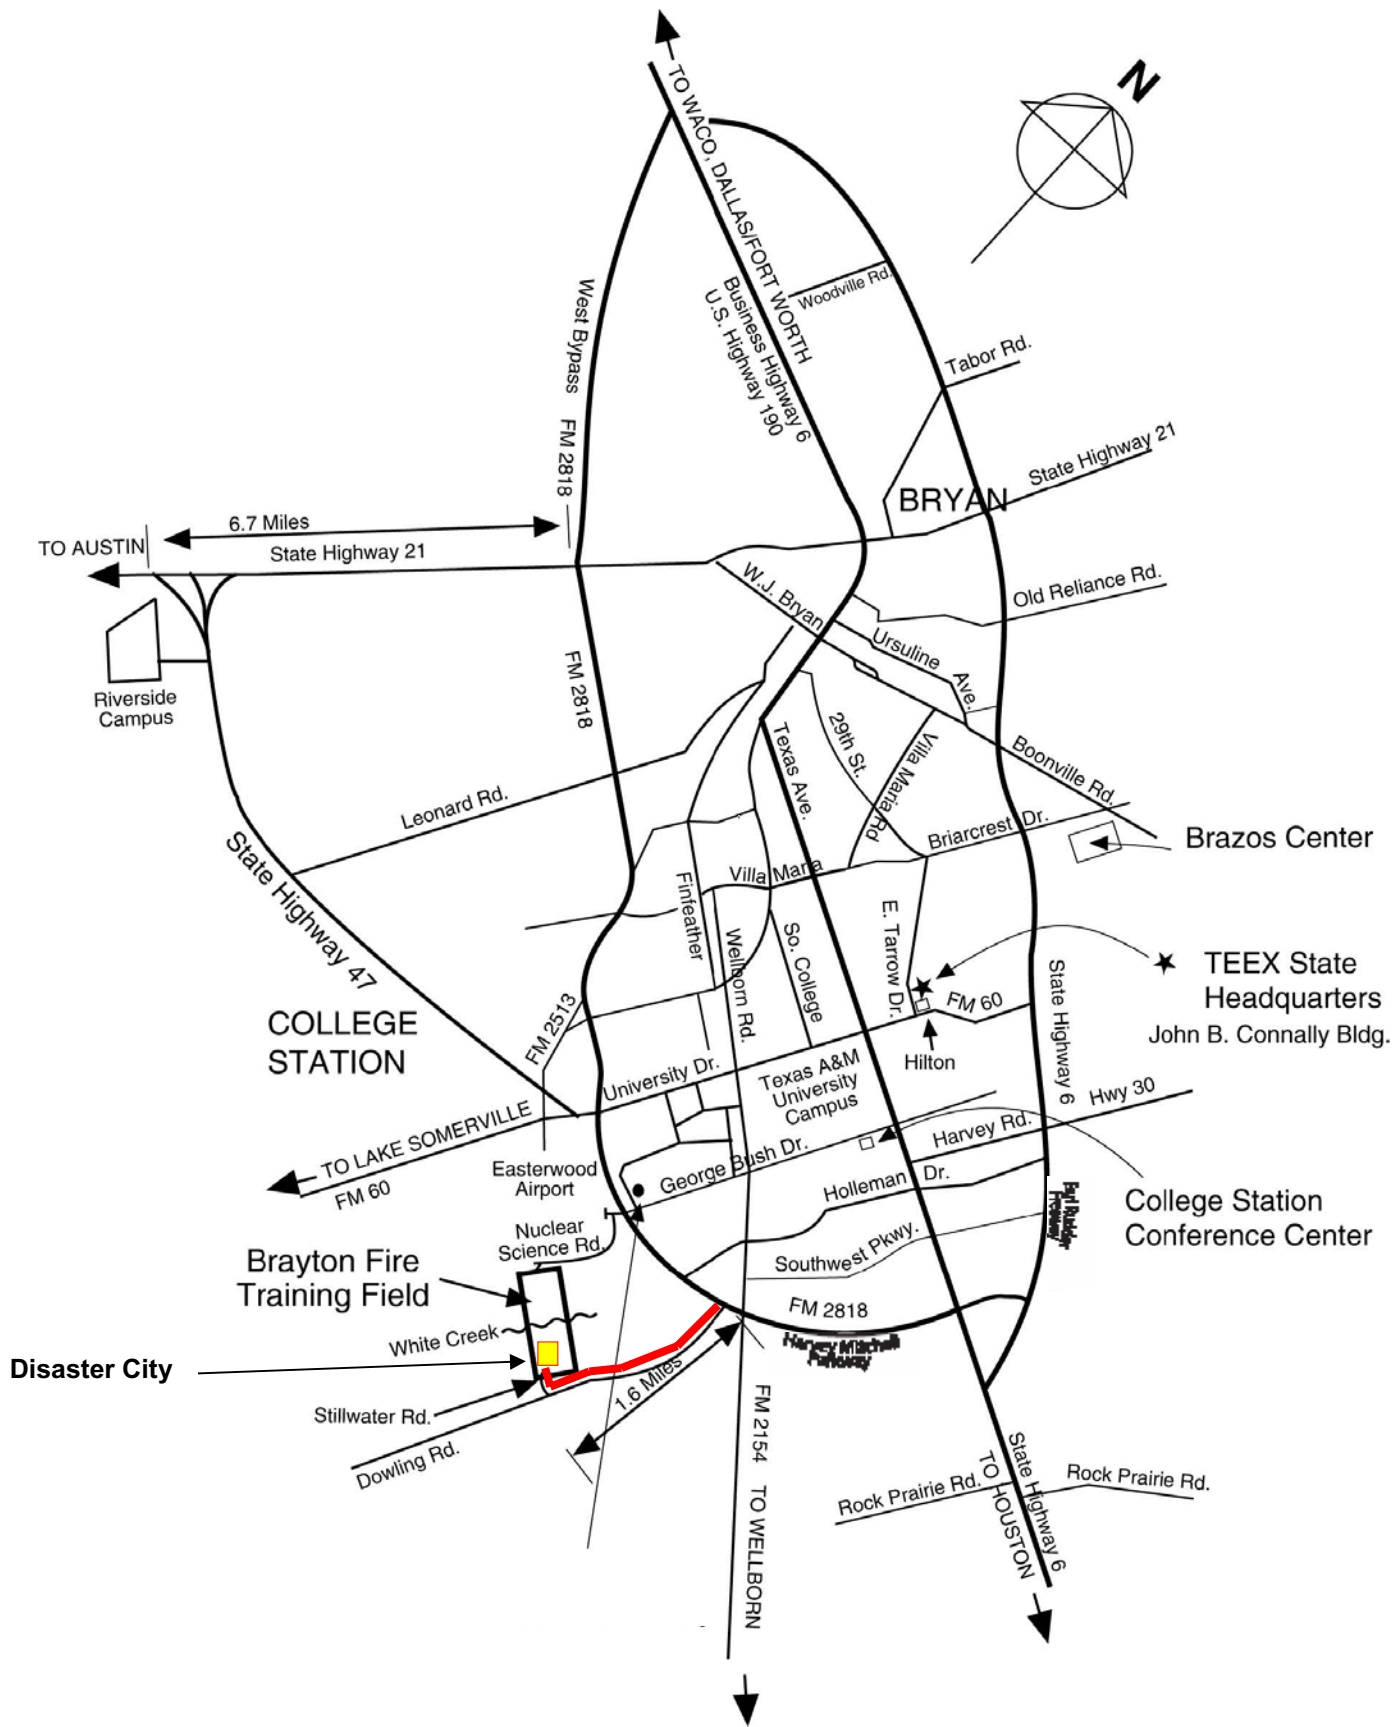 N
TO WACO, DALLAS/FORT WORTH
Business Highway 6
U.S. Highway 190
Woodville Rd.
West Bypass FM 2818
Tabor Rd.
State Highway 21
BRYAN
6.7 Miles
TO AUSTIN
State Highway 21
W.J. Bryan
Old Reliance Rd.
Ursuline
Ave.
Riverside
Campus
FM 2818
29th St.
Villa Maria Rd
Texas Ave.
Boonville Rd.
Leonard Rd.
Briarcrest Dr.
Brazos Center
State Highway 47
Villa Maria
Finfeather
Wellborn Rd.
So. College
E. Tarrow Dr.
TEEX State
Headquarters
John B. Connally Bldg.
State Highway 6
FM 60
Hilton
COLLEGE
STATION
FM 2513
University Dr.
Texas A&M
University
Campus
Hwy 30
Harvey Rd.
TO LAKE SOMERVILLE
FM 60
Easterwood
Airport
George Bush Dr.
Holleman Dr.
Earl Rudder
Freeway
College Station
Conference Center
Nuclear
Science Rd.
Southwest Pkwy.
Brayton Fire
Training Field
FM 2818
Harvey Mitchell
Parkway
White Creek
Disaster City
1.6 Miles
Stillwater Rd.
Dowling Rd.
FM 2154 TO WELLBORN
Rock Prairie Rd.
Rock Prairie Rd.
State Highway 6
TO HOUSTON